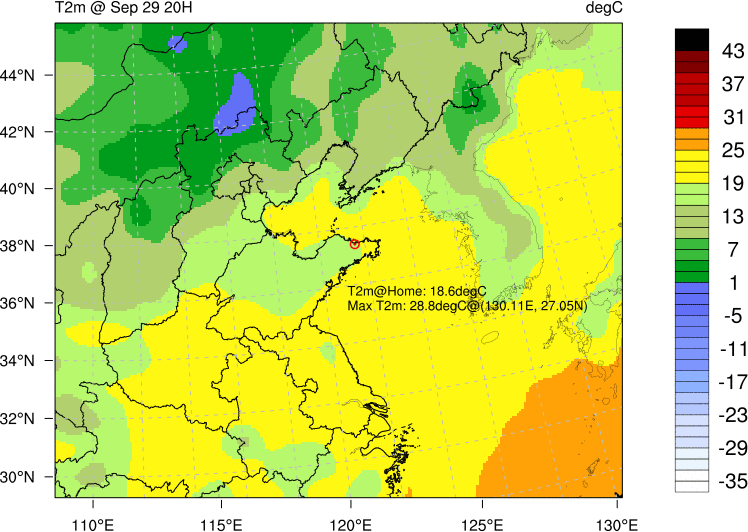 T2m @ Sep 29 20H
degC
44°N
42°N
40°N
38°N
36°N
34°N
32°N
30°N
T2m@Home: 18.6degC
Max T2m: 28.8degC@(130.11E, 27.05N)
110°E
115°E
120°E
125°E
130°E
43
37
31
25
19
13
7
1
-5
-11
-17
-23
-29
-35